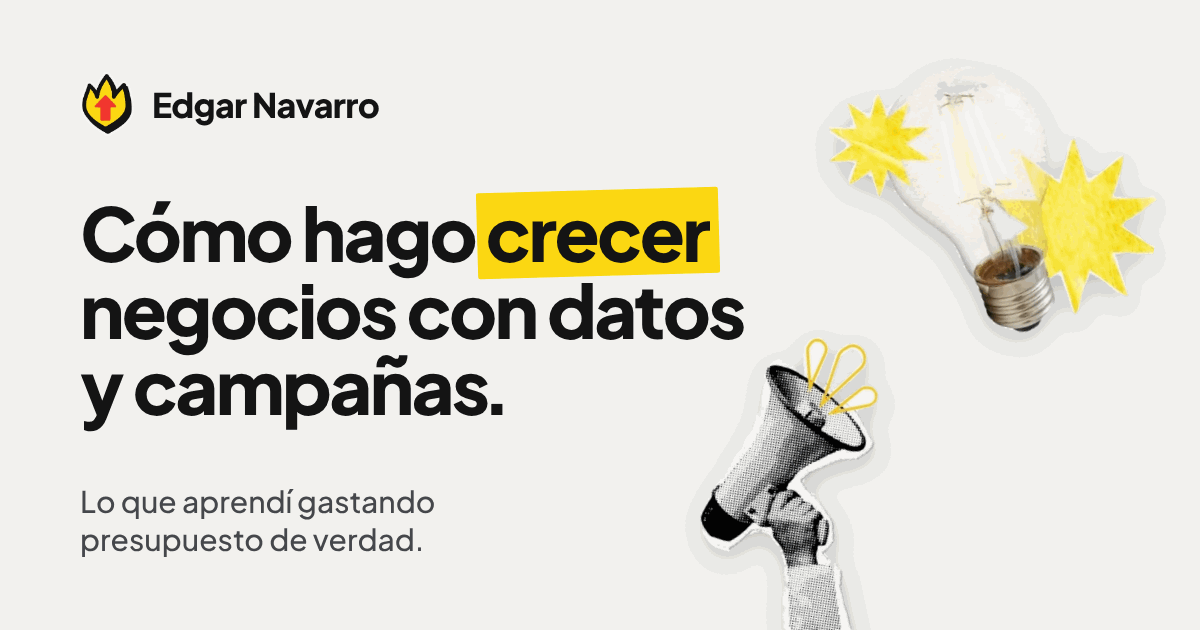 Edgar Navarro
Cómo hago crecer
negocios con datos
y campañas.
Lo que aprendí gastando
presupuesto de verdad.